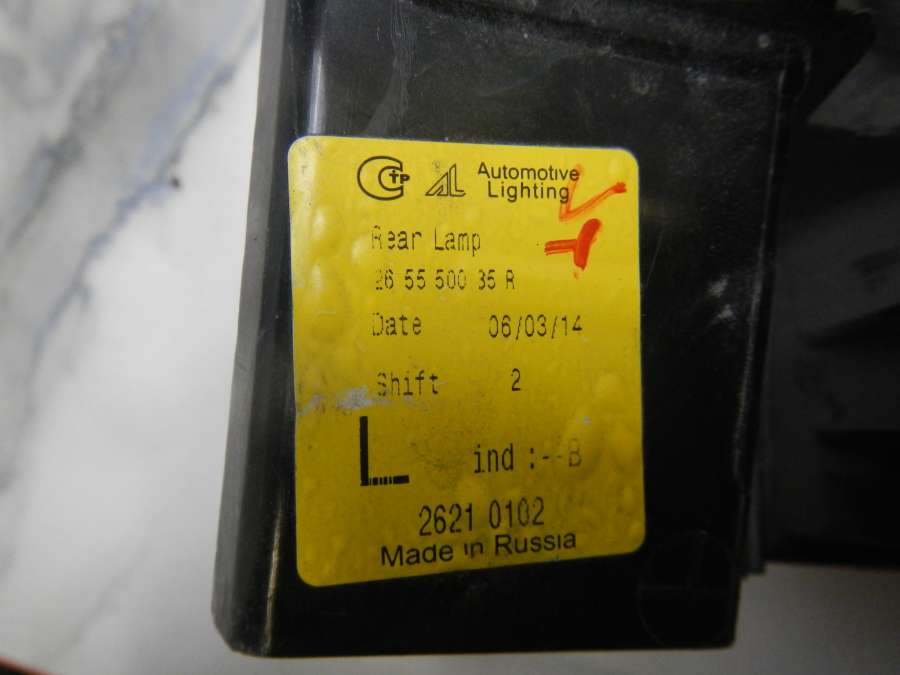 Automotive
Lighting
Rear Lamp
26 55 500 35 R
Date 06/03/14
Shift 2
L ind :--B
2621 0102
Made in Russia